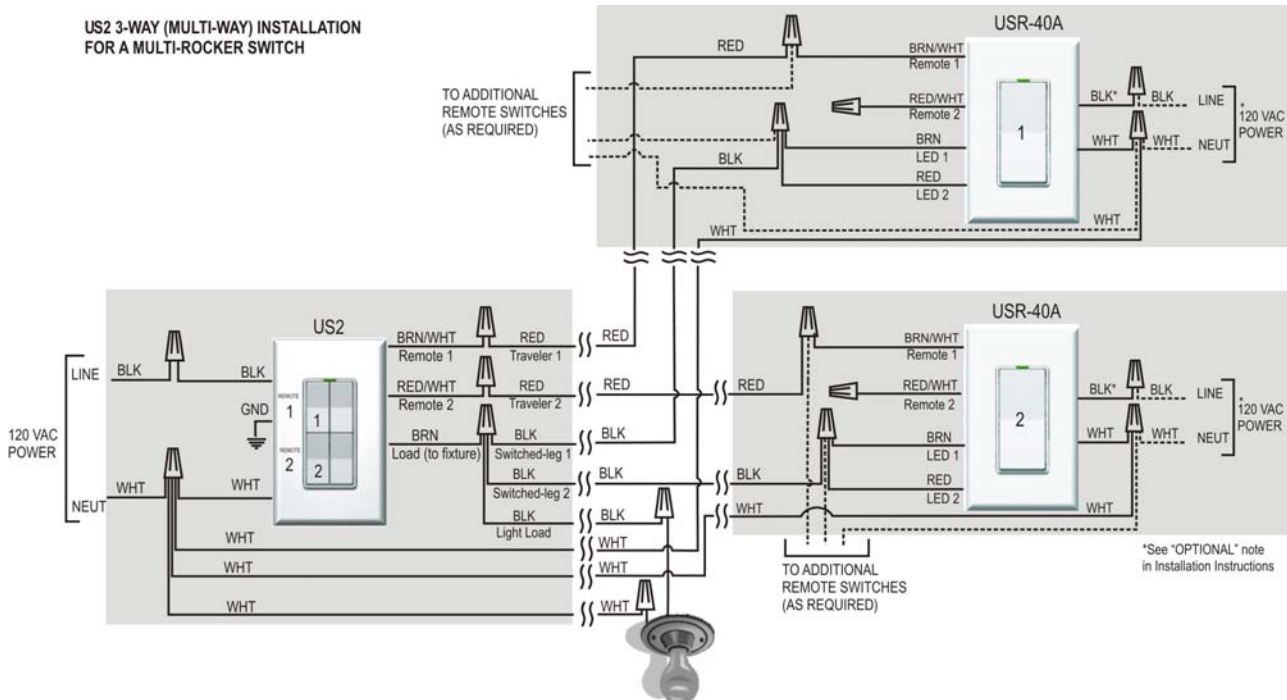 US2 3-WAY (MULTI-WAY) INSTALLATION
FOR A MULTI-ROCKER SWITCH
USR-40A
RED
BRN/WHT
Remote 1
TO ADDITIONAL
REMOTE SWITCHES
(AS REQUIRED)
RED/WHT
Remote 2
BLK*
BLK
LINE
1
*
120 VAC
POWER
BRN
LED 1
WHT
WHT
NEUT
BLK
RED
LED 2
WHT
WHT
US2
USR-40A
BRN/WHT
Remote 1
RED
Traveler 1
RED
BRN/WHT
Remote 1
LINE
BLK
BLK
RED/WHT
Remote 2
RED
Traveler 2
RED
RED
RED/WHT
Remote 2
BLK*
BLK
LINE
GND
REMOTE
1
1
120 VAC
POWER
2
*
120 VAC
POWER
BRN
Load (to fixture)
BLK
Switched-leg 1
BLK
BRN
LED 1
WHT
WHT
NEUT
REMOTE
2
2
BLK
Switched-leg 2
BLK
BLK
RED
LED 2
NEUT
WHT
WHT
BLK
Light Load
BLK
WHT
WHT
WHT
WHT
WHT
WHT
WHT
WHT
*See "OPTIONAL" note
in Installation Instructions
TO ADDITIONAL
REMOTE SWITCHES
(AS REQUIRED)